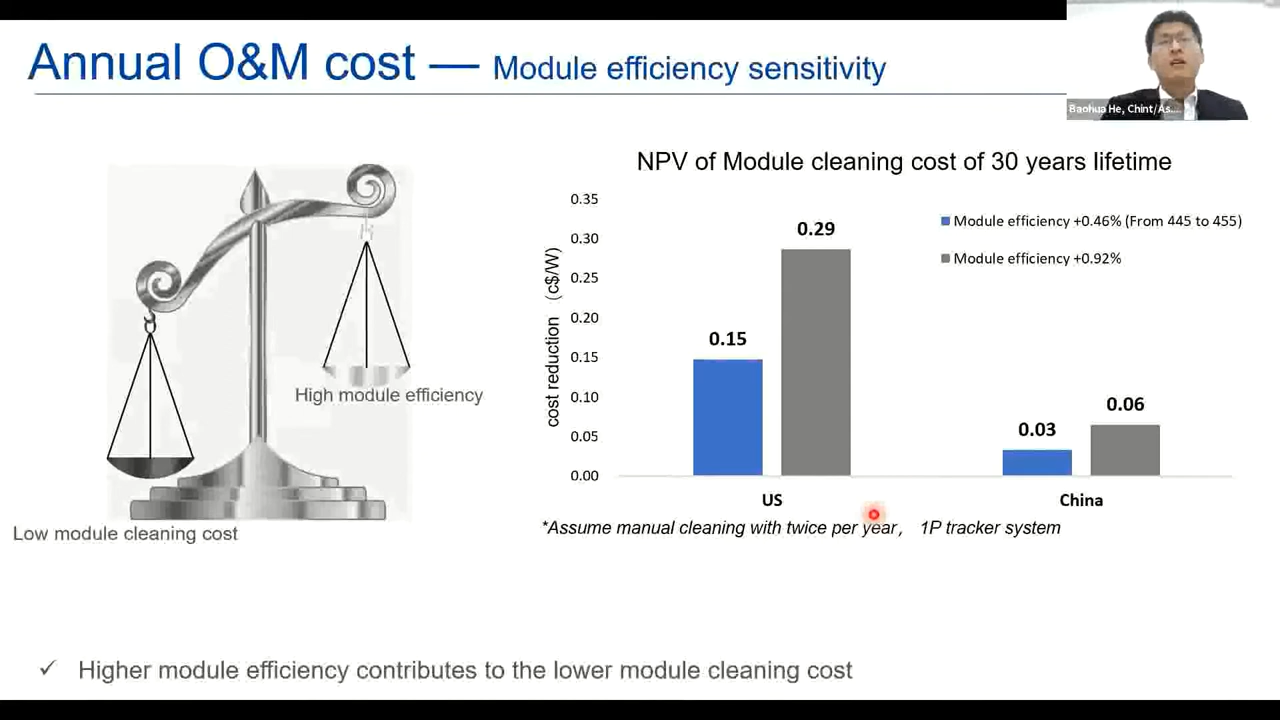 Annual O&M cost — Module efficiency sensitivity
Baohua He, Chint/As...
NPV of Module cleaning cost of 30 years lifetime
cost reduction (c$/W)
0.35
0.30
0.25
0.20
0.15
0.10
0.05
0.00
Module efficiency +0.46% (From 445 to 455)
Module efficiency +0.92%
0.15
0.29
0.03
0.06
US
China
*Assume manual cleaning with twice per year, 1P tracker system
High module efficiency
Low module cleaning cost
✓ Higher module efficiency contributes to the lower module cleaning cost